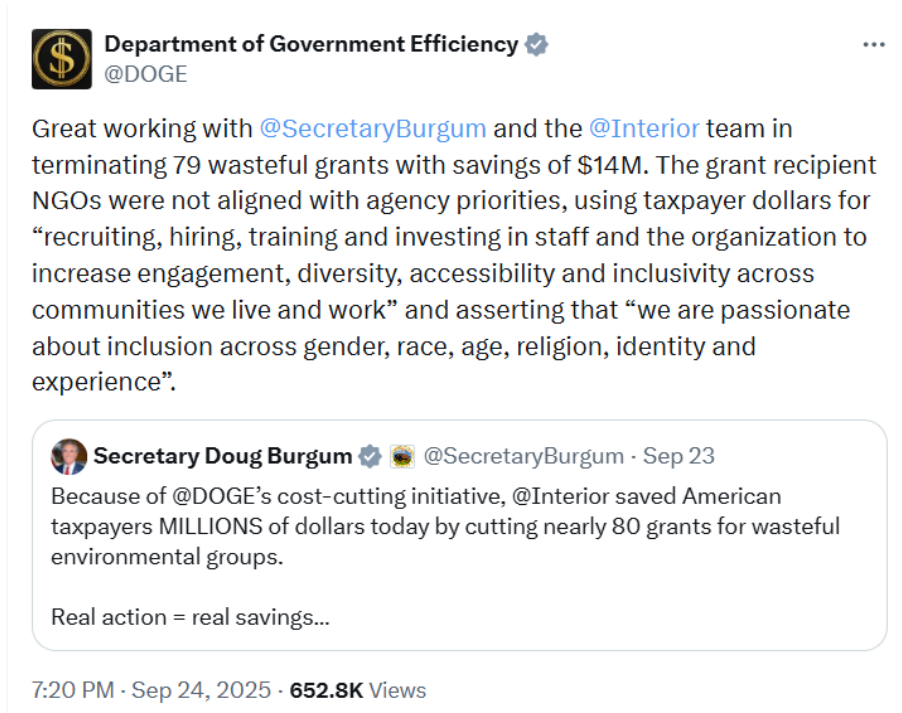 Department of Government Efficiency
@DOGE
Great working with @SecretaryBurgum and the @Interior team in
terminating 79 wasteful grants with savings of $14M. The grant recipient
NGOs were not aligned with agency priorities, using taxpayer dollars for
“recruiting, hiring, training and investing in staff and the organization to
increase engagement, diversity, accessibility and inclusivity across
communities we live and work” and asserting that “we are passionate
about inclusion across gender, race, age, religion, identity and
experience”.
Secretary Doug Burgum @SecretaryBurgum · Sep 23
Because of @DOGE’s cost-cutting initiative, @Interior saved American
taxpayers MILLIONS of dollars today by cutting nearly 80 grants for wasteful
environmental groups.
Real action = real savings...
7:20 PM · Sep 24, 2025 · 652.8K Views